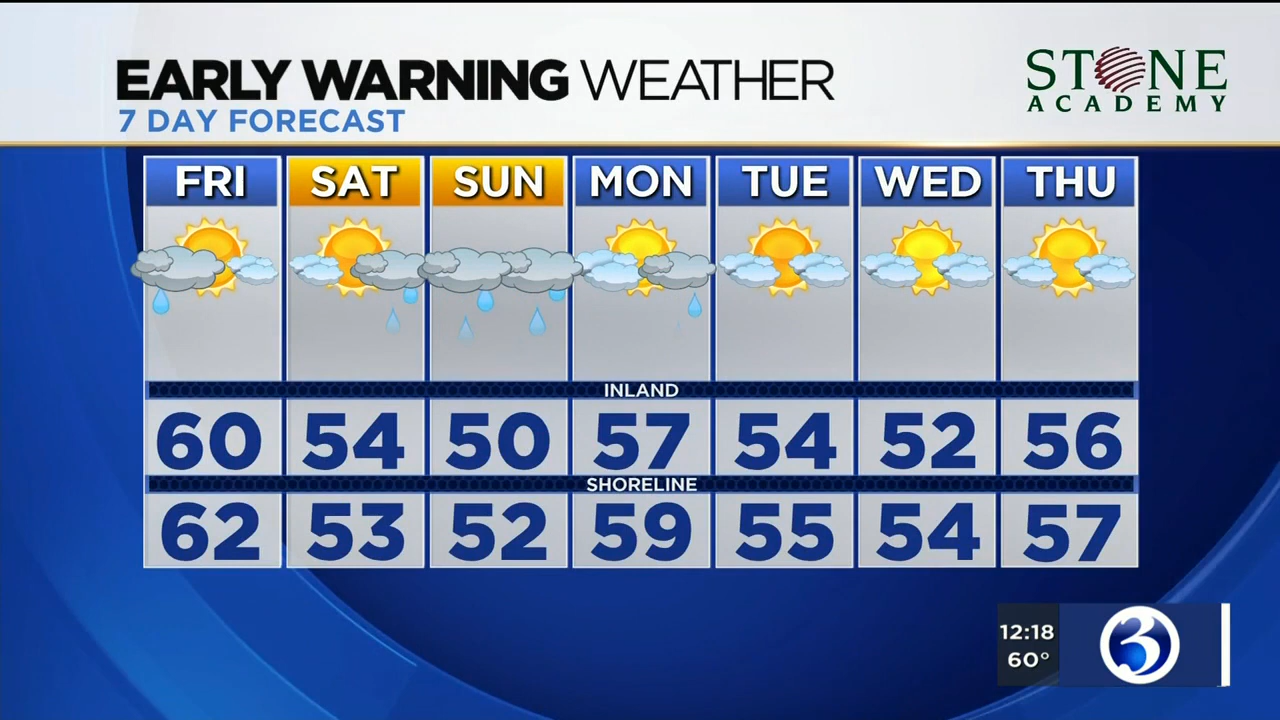 EARLY WARNING WEATHER
7 DAY FORECAST
STONE
ACADEMY
FRI SAT SUN MON TUE WED THU
INLAND
60 54 50 57 54 52 56
SHORELINE
62 53 52 59 55 54 57
12:18
60°
3